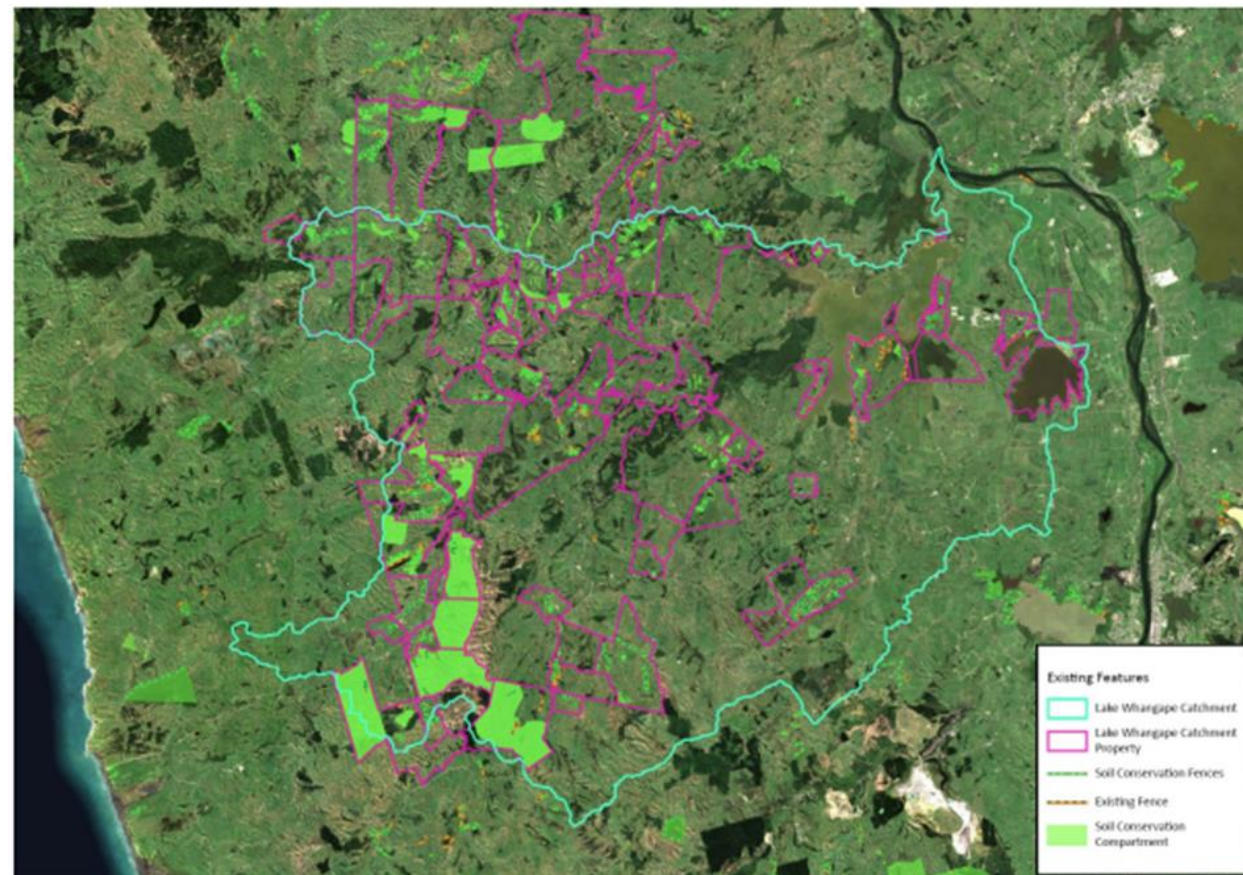 Existing Features
Lake Whangape Catchment
Lake Whangape Catchment
Property
Soil Conservation Fences
Existing Fence
Soil Conservation
Compartment